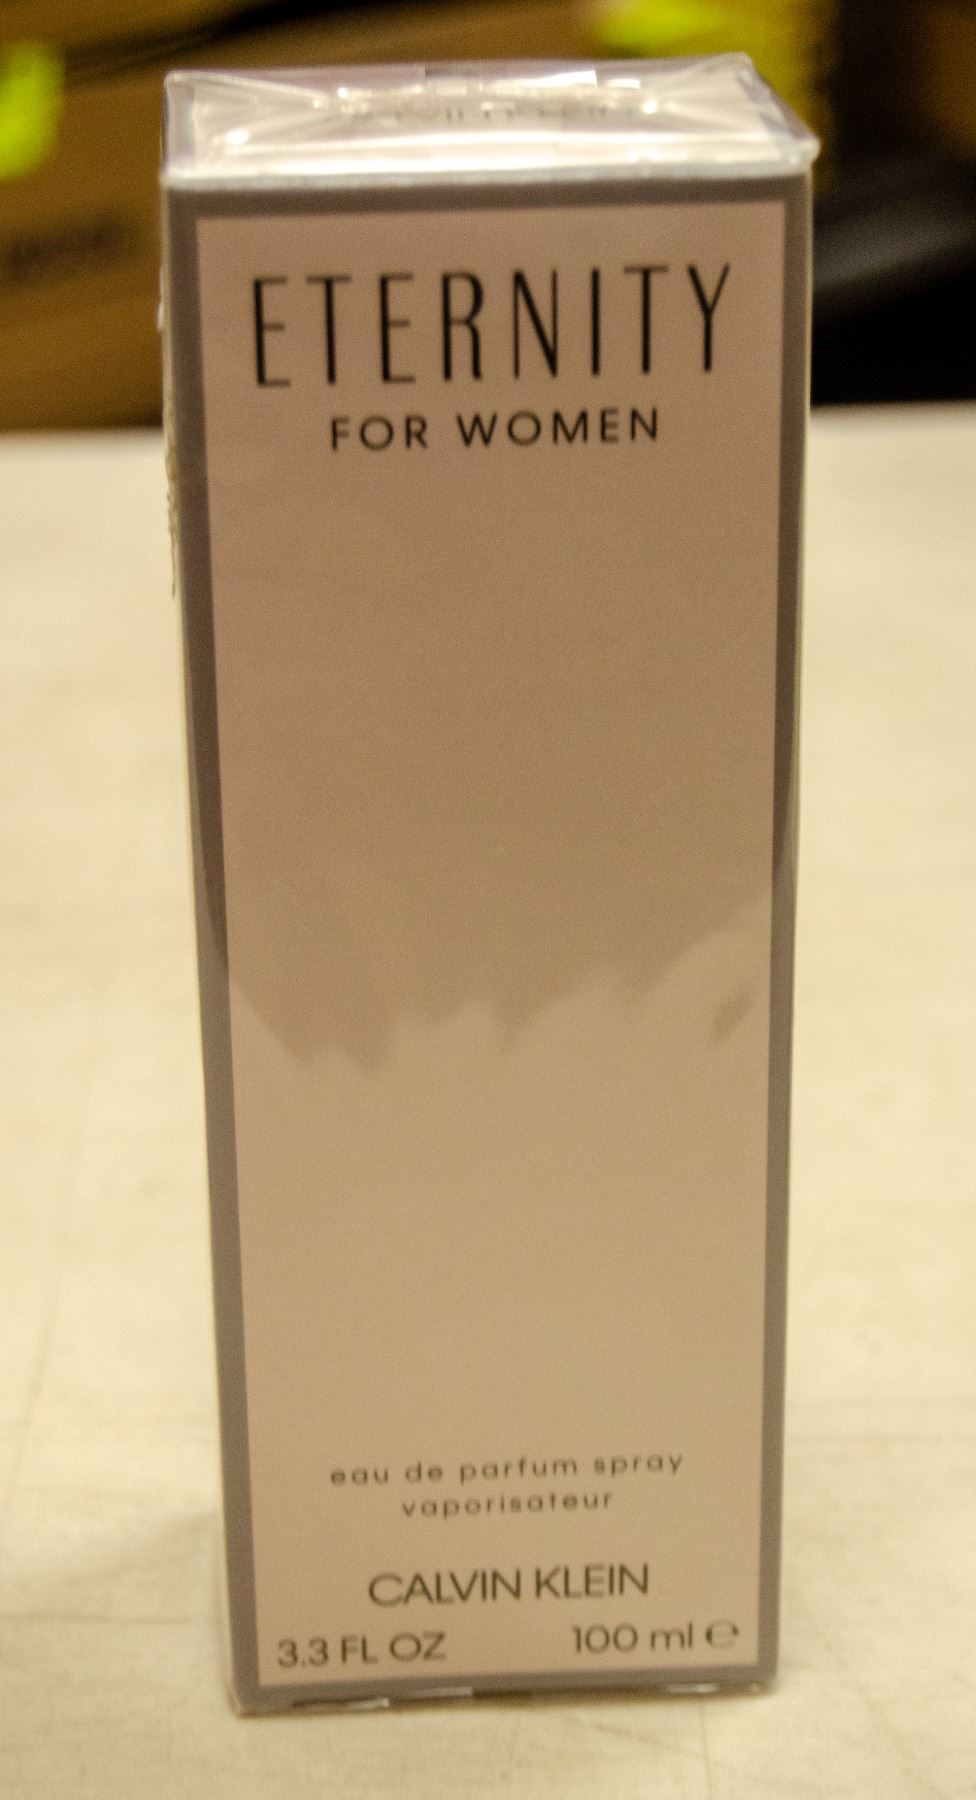 ETERNITY
FOR WOMEN
eau de parfum spray
vaporisateur
CALVIN KLEIN
3.3 FL OZ 100 ml ℮